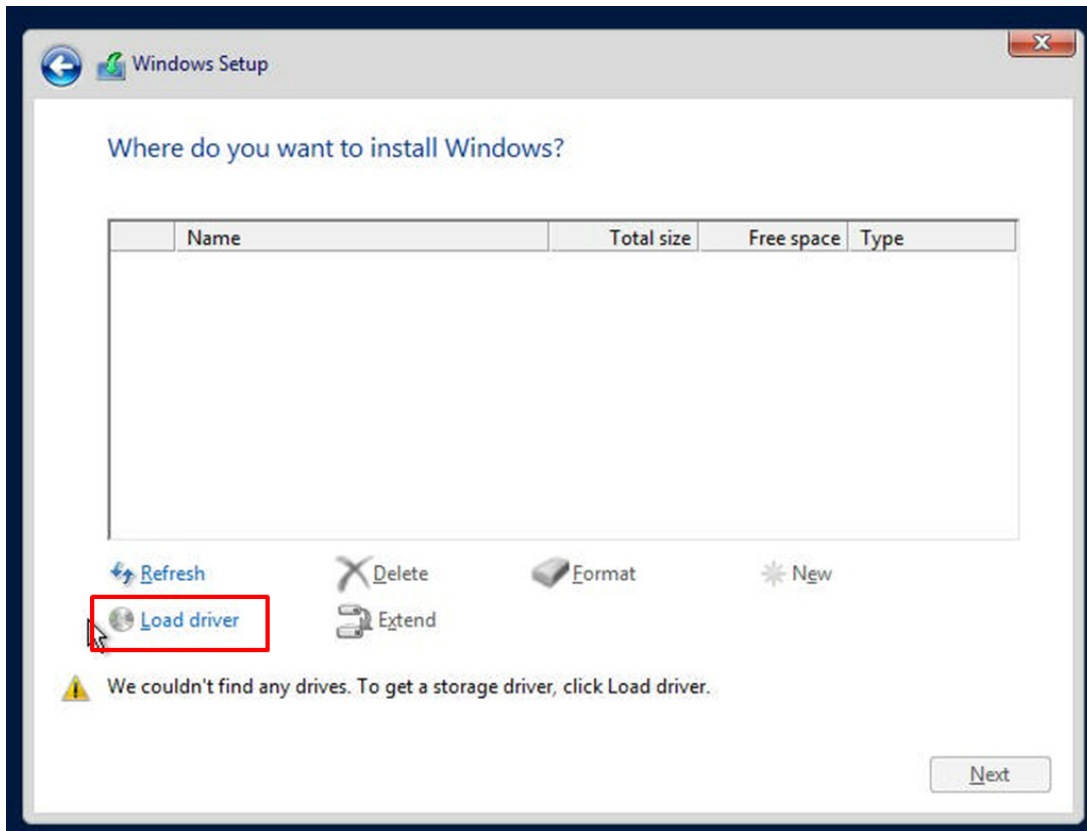 Windows Setup
Where do you want to install Windows?
Name Total size Free space Type
Refresh Delete Format New
Load driver Extend
We couldn't find any drives. To get a storage driver, click Load driver.
Next